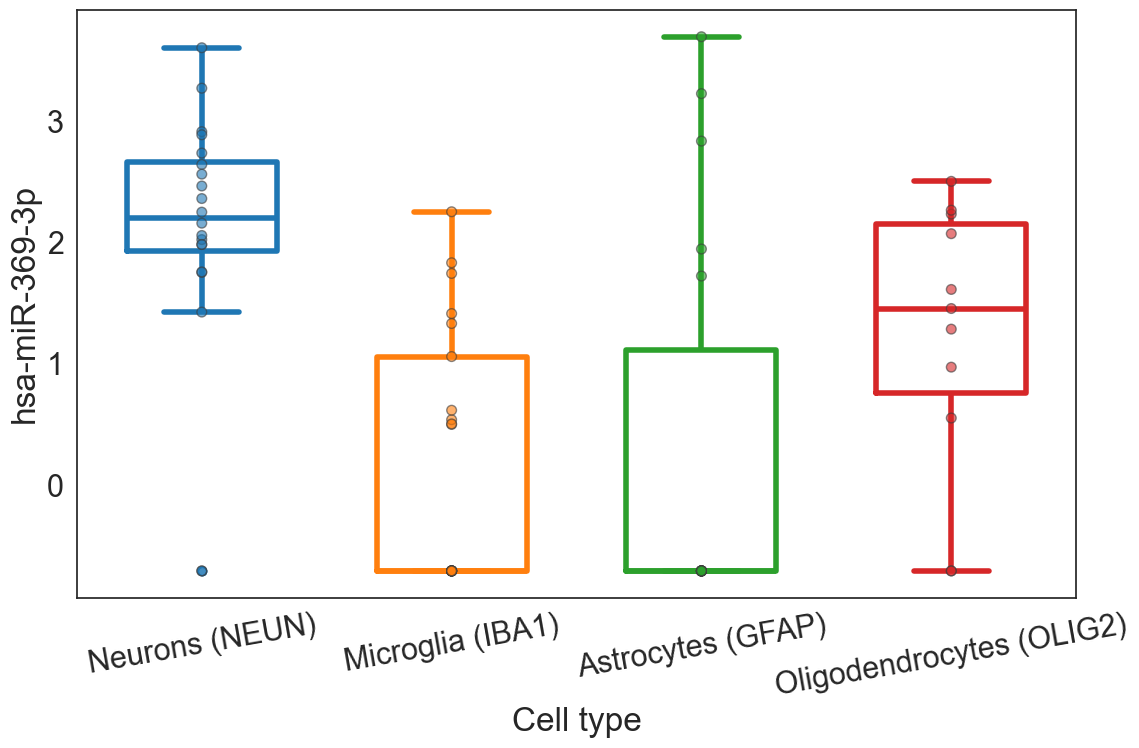 hsa-miR-369-3p
3
2
1
0
Neurons (NEUN)
Microglia (IBA1)
Astrocytes (GFAP)
Oligodendrocytes (OLIG2)
Cell type